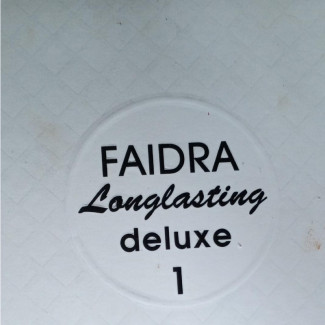 FAIDRA
Longlasting
deluxe
1